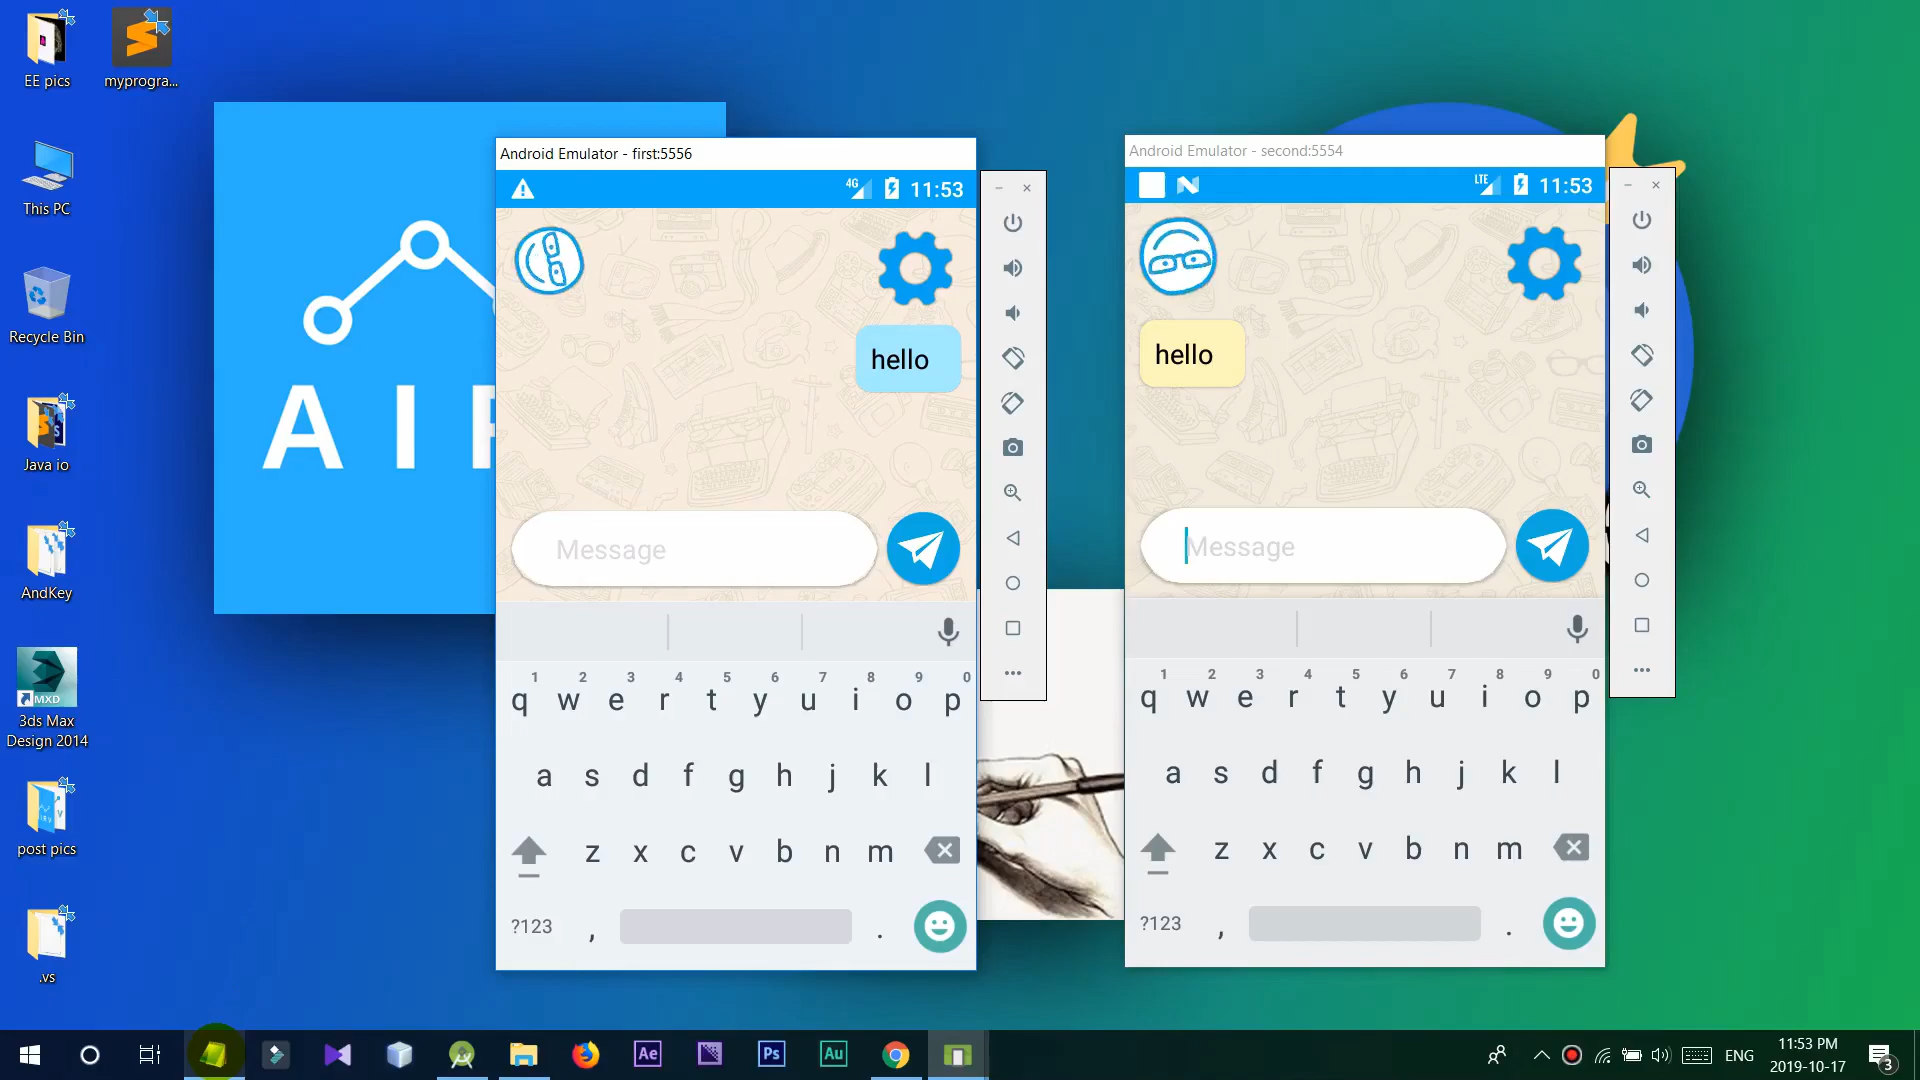 EE pics
myprogra...
This PC
Recycle Bin
Java io
AndKey
MXD
3ds Max
Design 2014
post pics
.vs
Android Emulator - first:5556
4G
11:53
hello
Message
1 2 3 4 5 6 7 8 9 0
q w e r t y u i o p
a s d f g h j k l
z x c v b n m
?123 , .
Android Emulator - second:5554
LTE
11:53
hello
Message
1 2 3 4 5 6 7 8 9 0
q w e r t y u i o p
a s d f g h j k l
z x c v b n m
?123 , .
Ae
Ps
Au
ENG
11:53 PM
2019-10-17
3